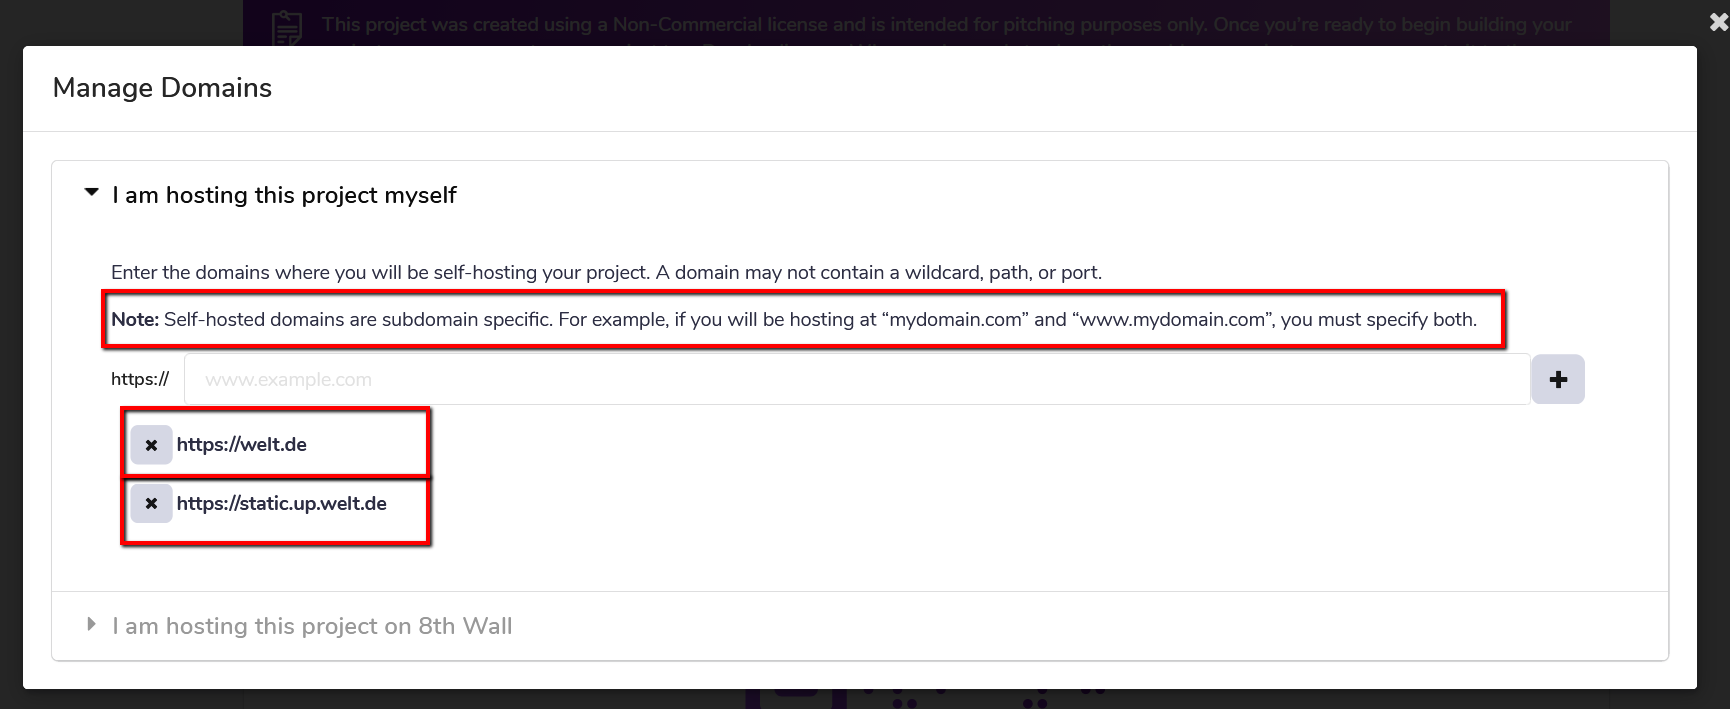 This project was created using a Non-Commercial license and is intended for pitching purposes only. Once you're ready to begin building your
Manage Domains
I am hosting this project myself
Enter the domains where you will be self-hosting your project. A domain may not contain a wildcard, path, or port.
Note: Self-hosted domains are subdomain specific. For example, if you will be hosting at “mydomain.com” and “www.mydomain.com”, you must specify both.
https:// www.example.com
https://welt.de
https://static.up.welt.de
I am hosting this project on 8th Wall